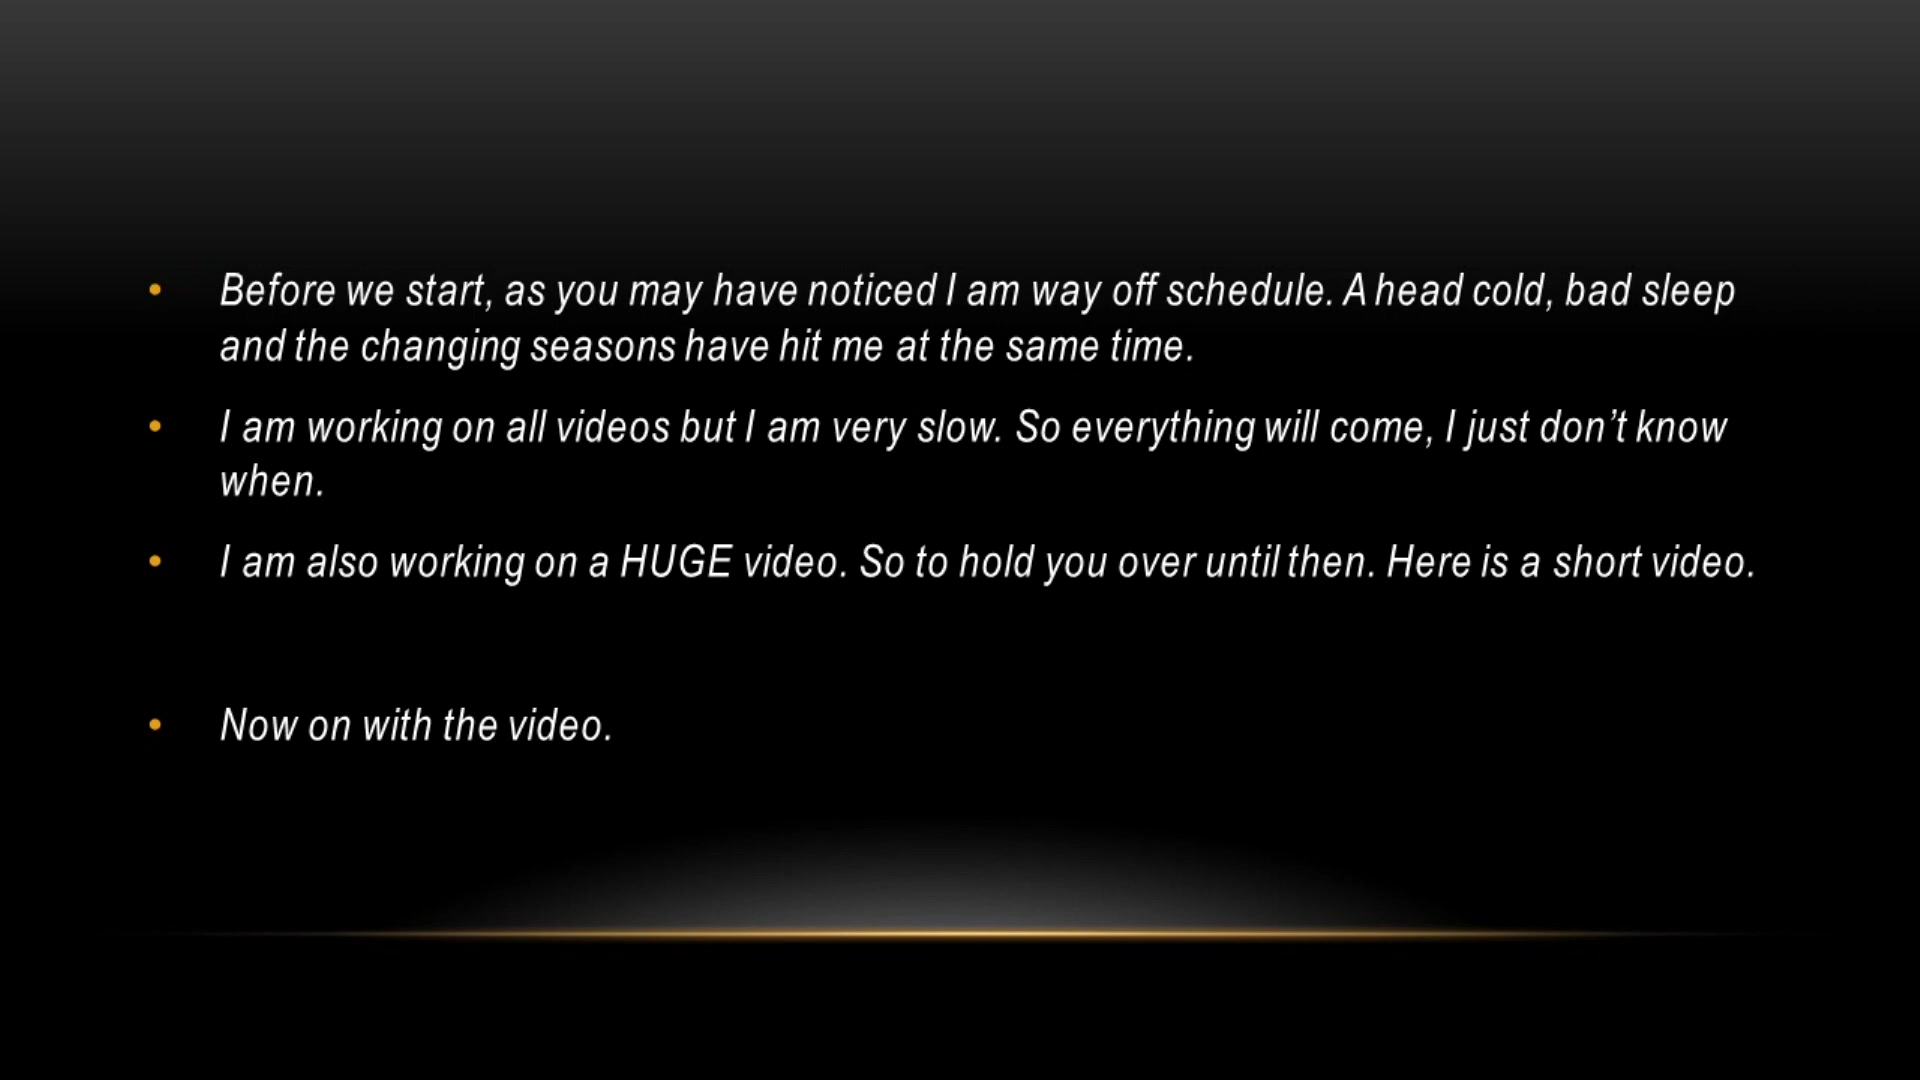 • Before we start, as you may have noticed I am way off schedule. A head cold, bad sleep
and the changing seasons have hit me at the same time.
• I am working on all videos but I am very slow. So everything will come, I just don’t know
when.
• I am also working on a HUGE video. So to hold you over until then. Here is a short video.
• Now on with the video.